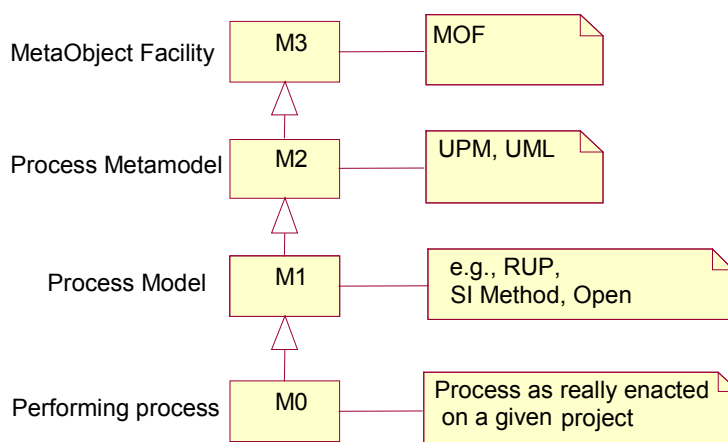 MetaObject Facility
M3
MOF
Process Metamodel
M2
UPM, UML
Process Model
M1
e.g., RUP,
SI Method, Open
Performing process
M0
Process as really enacted
on a given project